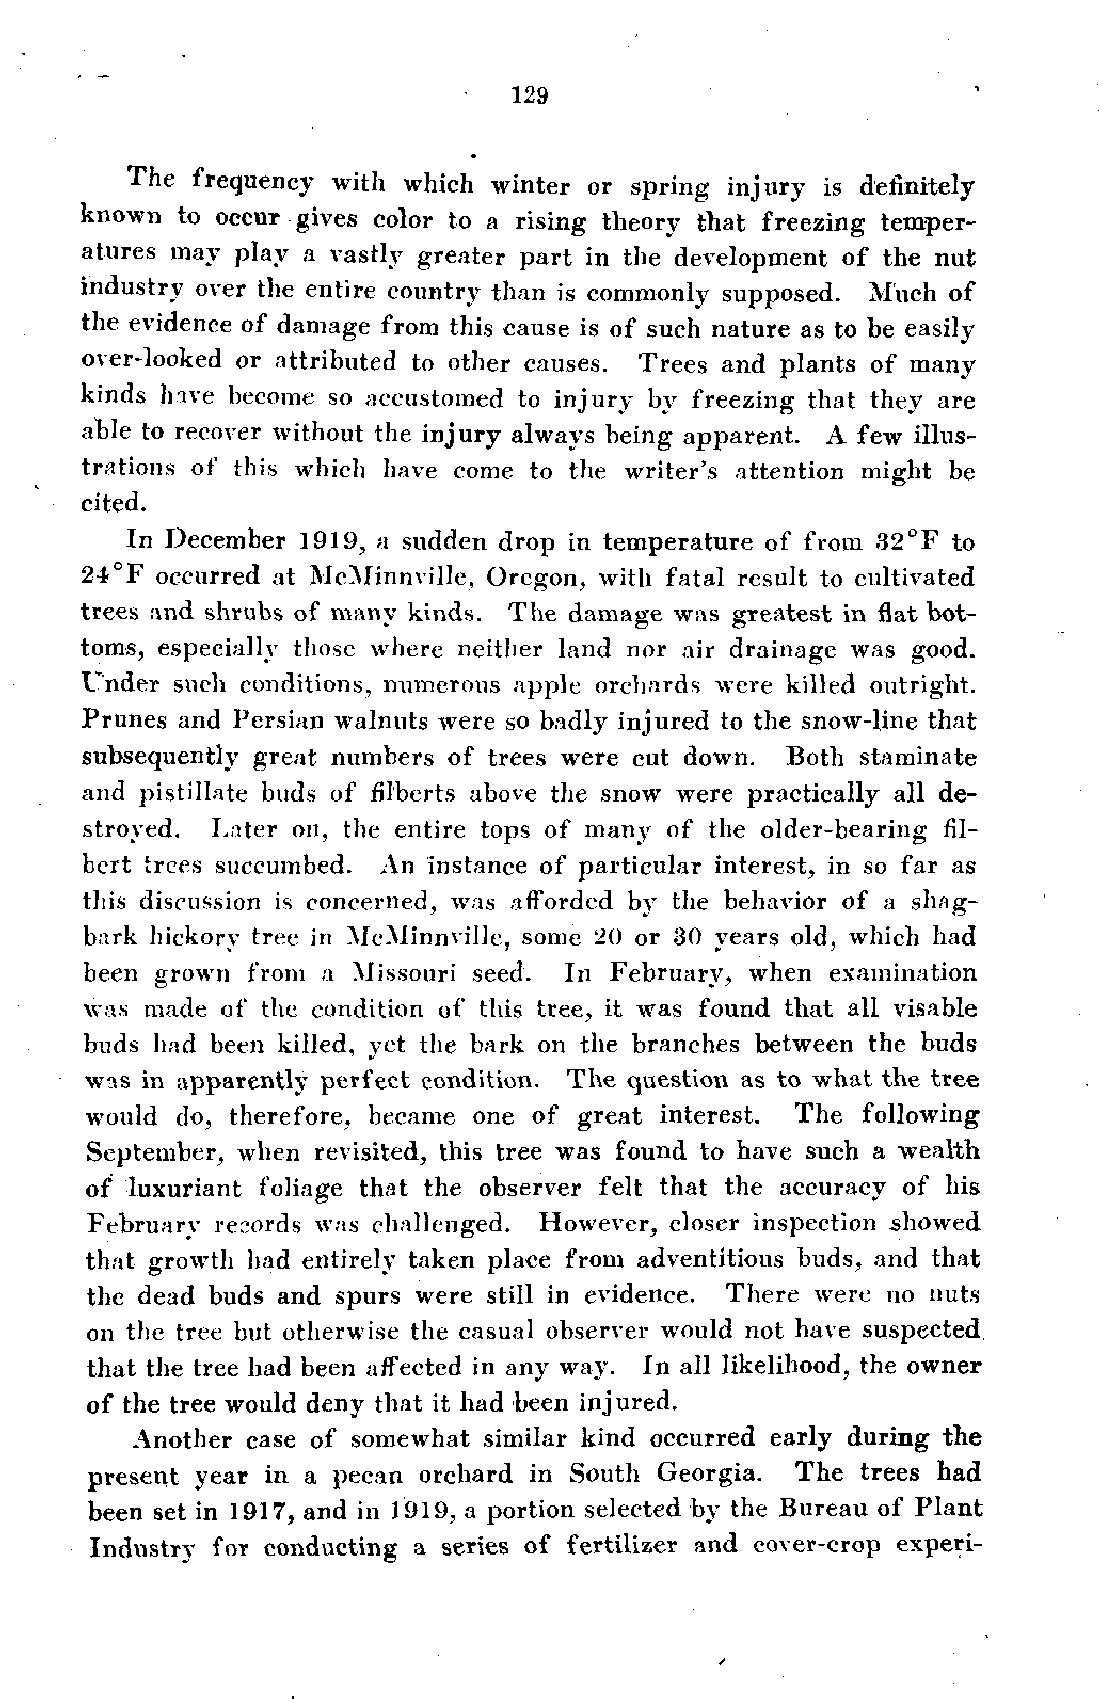 129
The frequency with which winter or spring injury is definitely
known to occur gives color to a rising theory that freezing temper-
atures may play a vastly greater part in the development of the nut
industry over the entire country than is commonly supposed. Much of
the evidence of damage from this cause is of such nature as to be easily
over-looked or attributed to other causes. Trees and plants of many
kinds have become so accustomed to injury by freezing that they are
able to recover without the injury always being apparent. A few illus-
trations of this which have come to the writer's attention might be
cited.
In December 1919, a sudden drop in temperature of from 32°F to
24°F occurred at McMinnville, Oregon, with fatal result to cultivated
trees and shrubs of many kinds. The damage was greatest in flat bot-
toms, especially those where neither land nor air drainage was good.
Under such conditions, numerous apple orchards were killed outright.
Prunes and Persian walnuts were so badly injured to the snow-line that
subsequently great numbers of trees were cut down. Both staminate
and pistillate buds of filberts above the snow were practically all de-
stroyed. Later on, the entire tops of many of the older-bearing fil-
bert trees succumbed. An instance of particular interest, in so far as
this discussion is concerned, was afforded by the behavior of a shag-
bark hickory tree in McMinnville, some 20 or 30 years old, which had
been grown from a Missouri seed. In February, when examination
was made of the condition of this tree, it was found that all visable
buds had been killed, yet the bark on the branches between the buds
was in apparently perfect condition. The question as to what the tree
would do, therefore, became one of great interest. The following
September, when revisited, this tree was found to have such a wealth
of luxuriant foliage that the observer felt that the accuracy of his
February records was challenged. However, closer inspection showed
that growth had entirely taken place from adventitious buds, and that
the dead buds and spurs were still in evidence. There were no nuts
on the tree but otherwise the casual observer would not have suspected
that the tree had been affected in any way. In all likelihood, the owner
of the tree would deny that it had been injured.
Another case of somewhat similar kind occurred early during the
present year in a pecan orchard in South Georgia. The trees had
been set in 1917, and in 1919, a portion selected by the Bureau of Plant
Industry for conducting a series of fertilizer and cover-crop experi-